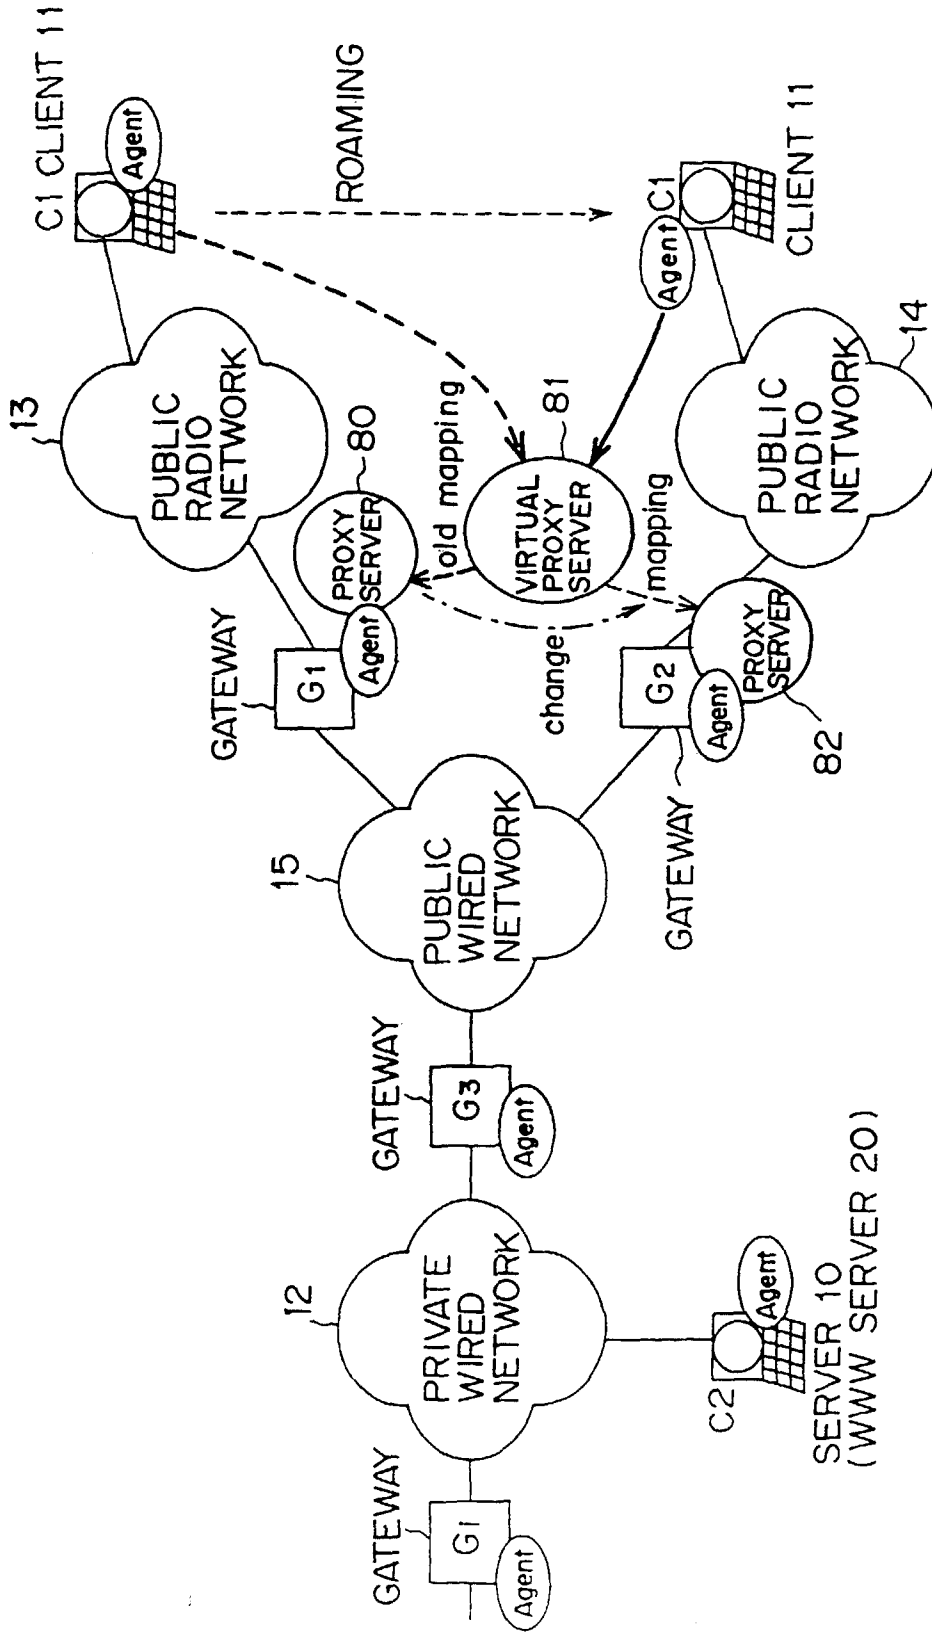 C1 CLIENT 11
Agent
ROAMING
C1
Agent
CLIENT 11
13
PUBLIC
RADIO
NETWORK
14
PUBLIC
RADIO
NETWORK
80
PROXY
SERVER
Agent
old mapping
81
VIRTUAL
PROXY
SERVER
mapping
change
GATEWAY
G1
G2
Agent
PROXY
SERVER
82
GATEWAY
15
PUBLIC
WIRED
NETWORK
GATEWAY
G3
Agent
12
PRIVATE
WIRED
NETWORK
C2
Agent
SERVER 10
(WWW SERVER 20)
GATEWAY
Gi
Agent